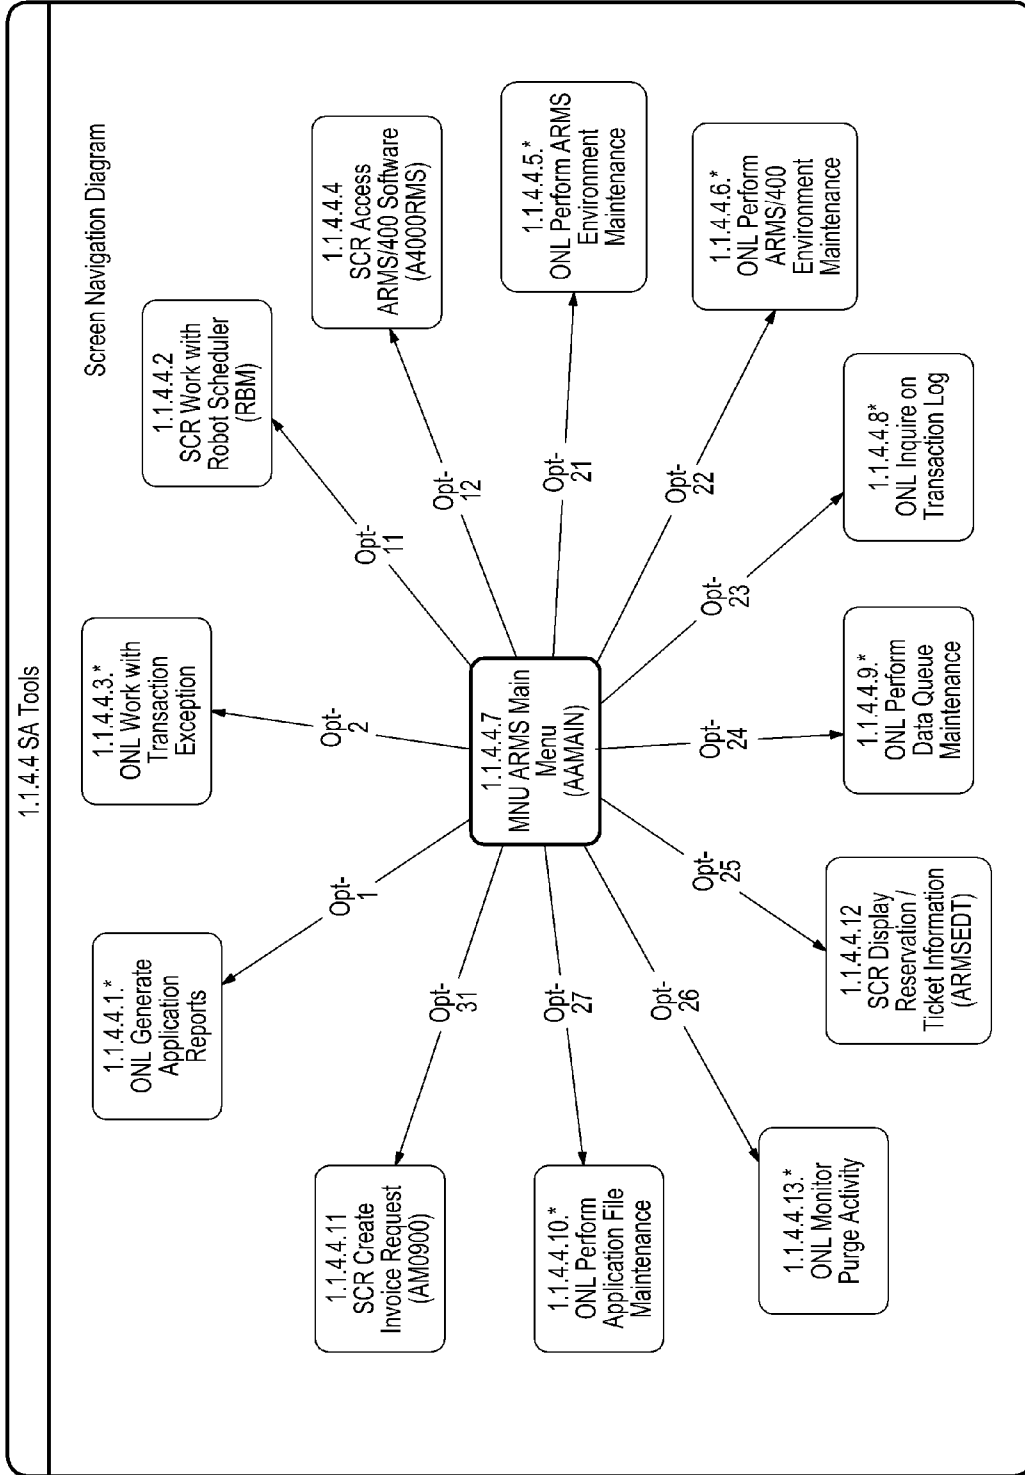 1.1.4.4 SA Tools
Screen Navigation Diagram
1.1.4.4.11
SCR Create
Invoice Request
(AM0900)
1.1.4.4.1.*
ONL Generate
Application
Reports
1.1.4.4.3.*
ONL Work with
Transaction
Exception
1.1.4.4.2
SCR Work with
Robot Scheduler
(RBM)
1.1.4.4.4
SCR Access
ARMS/400 Software
(A4000RMS)
1.1.4.4.5.*
ONL Perform ARMS
Environment
Maintenance
1.1.4.4.6.*
ONL Perform
ARMS/400
Environment
Maintenance
1.1.4.4.8*
ONL Inquire on
Transaction Log
1.1.4.4.9.*
ONL Perform
Data Queue
Maintenance
1.1.4.4.12
SCR Display
Reservation /
Ticket Information
(ARMSEDT)
1.1.4.4.13.*
ONL Monitor
Purge Activity
1.1.4.4.10.*
ONL Perform
Application File
Maintenance
1.1.4.4.7
MNU ARMS Main
Menu
(AAMAIN)
Opt-
31
Opt-
1
Opt-
2
Opt-
11
Opt-
12
Opt-
21
Opt-
22
Opt-
23
Opt-
24
Opt-
25
Opt-
26
Opt-
27